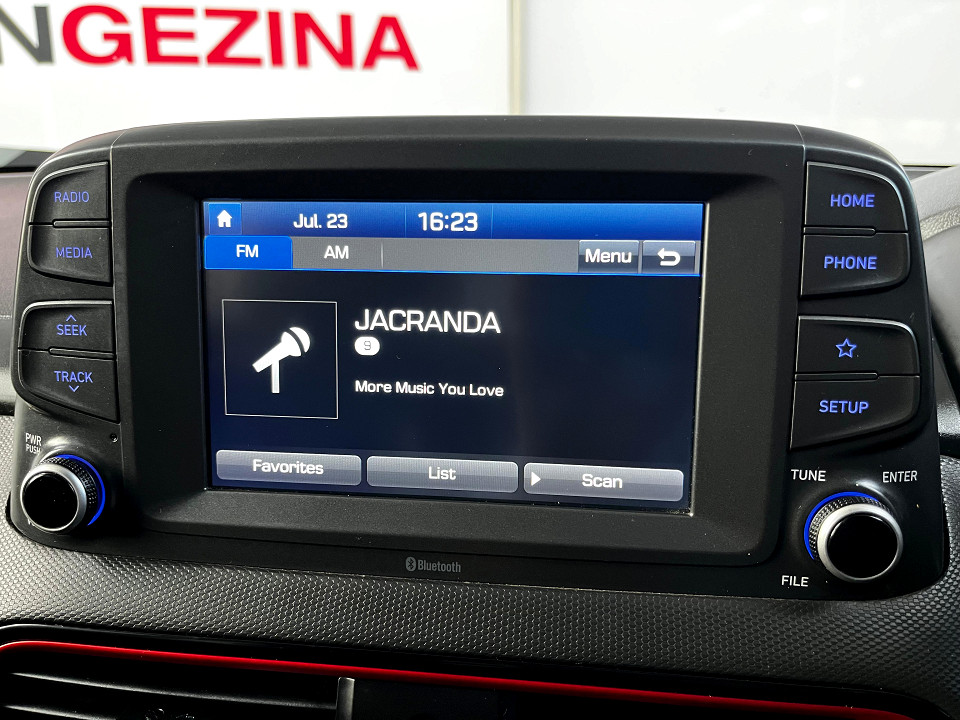 NGEZINA
RADIO
MEDIA
SEEK
TRACK
PWR
PUSH
Jul. 23
16:23
FM
AM
Menu
JACRANDA
9
More Music You Love
Favorites
List
Scan
HOME
PHONE
SETUP
TUNE
ENTER
FILE
Bluetooth